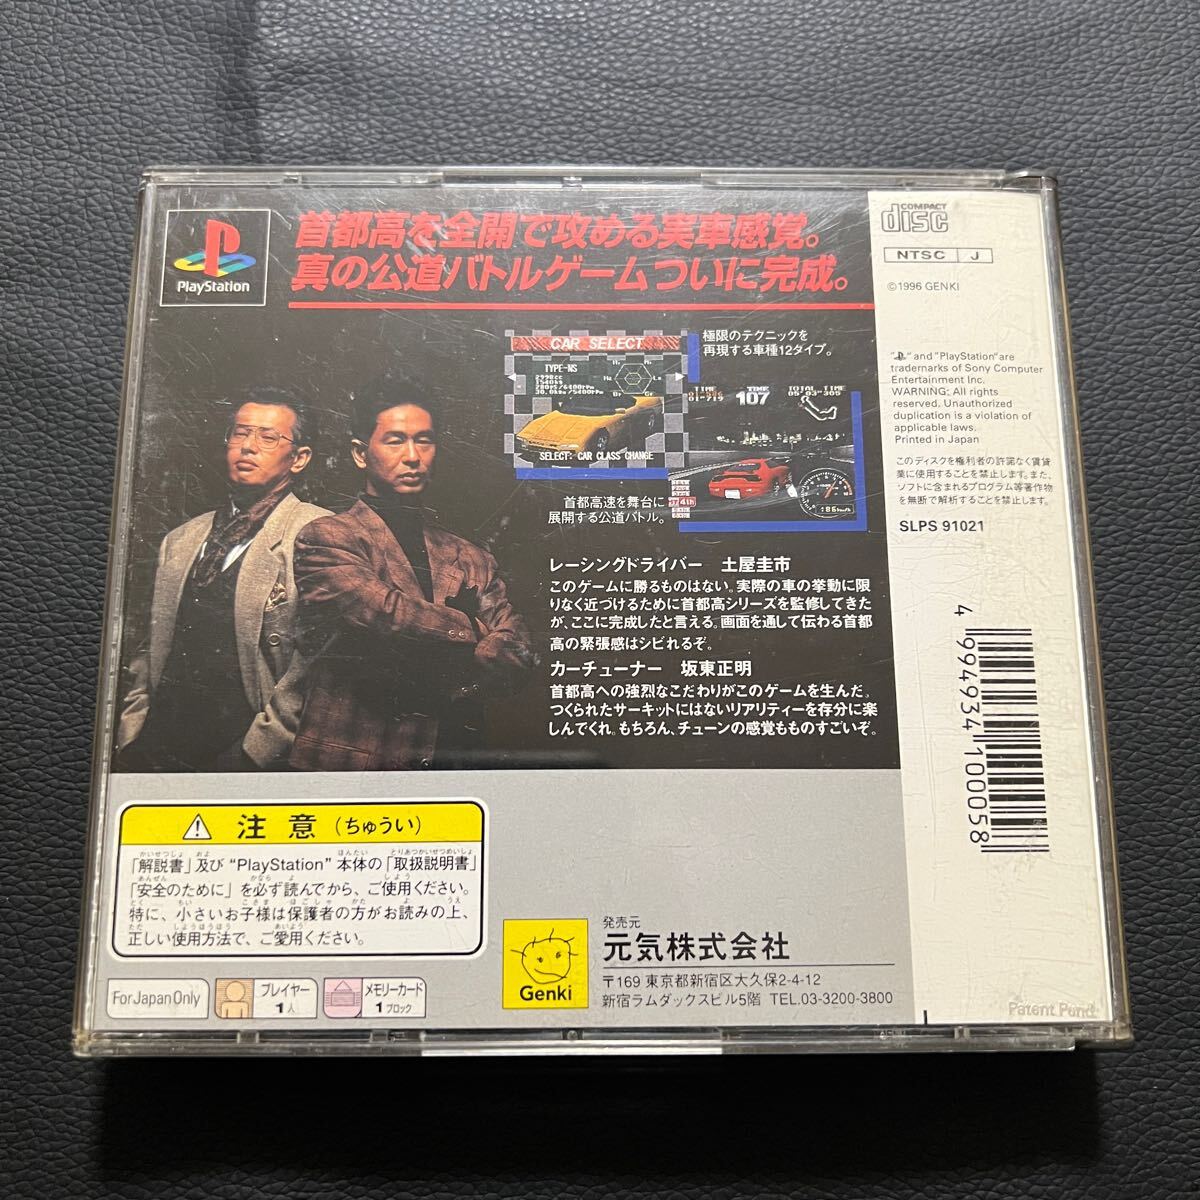 PlayStation
首都高を全開で攻める実車感覚。
真の公道バトルゲームついに完成。
CAR SELECT
TYPE-NS
2998cc
1540kg
280ps/6400rpm
30.0kgm/5400rpm
SELECT: CAR CLASS CHANGE
極限のテクニックを
再現する車種12タイプ。
TIME
107
TOTAL TIME
05'03"365
4th
186km/h
首都高速を舞台に
展開する公道バトル。
レーシングドライバー 土屋圭市
このゲームに勝るものはない。実際の車の挙動に限
りなく近づけるために首都高シリーズを監修してきた
が、ここに完成したと言える。画面を通して伝わる首都
高の緊張感はシビれるぞ。
カーチューナー 坂東正明
首都高への強烈なこだわりがこのゲームを生んだ。
つくられたサーキットにはないリアリティーを存分に楽
しんでくれ。もちろん、チューンの感覚もものすごいぞ。
COMPACT
disc
NTSC J
©1996 GENKI
" " and "PlayStation" are
trademarks of Sony Computer
Entertainment Inc.
WARNING: All rights
reserved. Unauthorized
duplication is a violation of
applicable laws.
Printed in Japan
このディスクを権利者の許諾なく賃貸
業に使用することを禁止します。また、
ソフトに含まれるプログラム等著作物
を無断で解析することを禁止します。
SLPS 91021
4 994934 100058
注意(ちゅうい)
「解説書」及び“PlayStation”本体の「取扱説明書」
「安全のために」を必ず読んでから、ご使用ください。
特に、小さいお子様は保護者の方がお読みの上、
正しい使用方法で、ご愛用ください。
For Japan Only
プレイヤー
1人
メモリーカード
1ブロック
Genki
発売元
元気株式会社
〒169 東京都新宿区大久保2-4-12
新宿ラムダックスビル5階 TEL.03-3200-3800
Patent Pend.